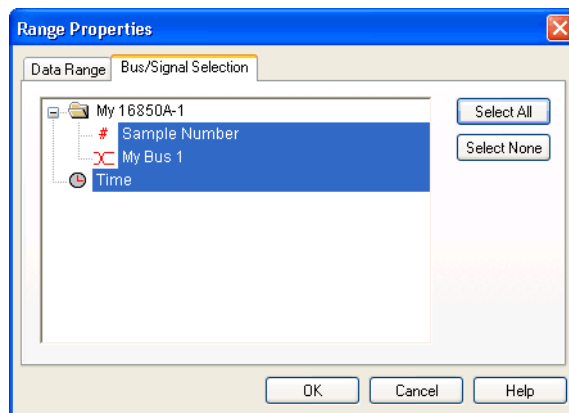 Range Properties
Data Range Bus/Signal Selection
My 16850A-1
Select All
# Sample Number
My Bus 1
Select None
Time
OK Cancel Help